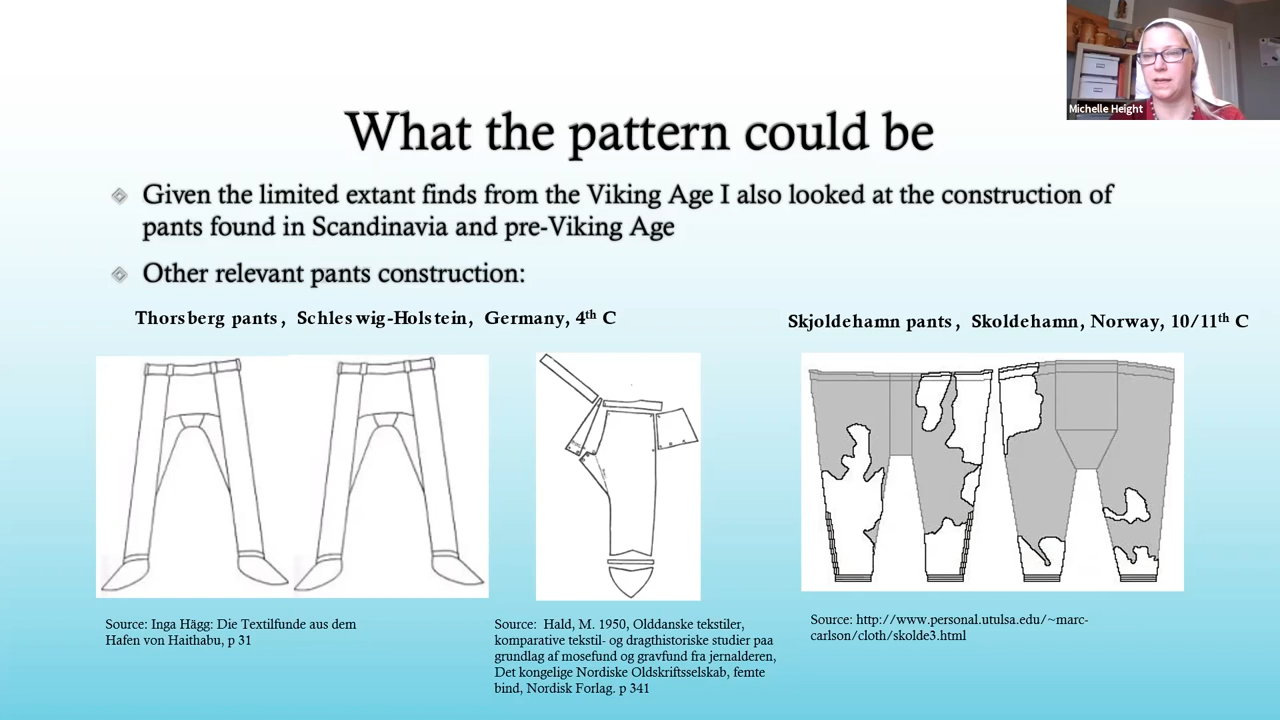 Michelle Height
What the pattern could be
Given the limited extant finds from the Viking Age I also looked at the construction of
pants found in Scandinavia and pre-Viking Age
Other relevant pants construction:
Thorsberg pants, Schleswig-Holstein, Germany, 4th C
Skjoldehamn pants, Skoldehamn, Norway, 10/11th C
Source: Inga Hägg: Die Textilfunde aus dem
Hafen von Haithabu, p 31
Source: Hald, M. 1950, Olddanske tekstiler,
komparative tekstil- og dragthistoriske studier paa
grundlag af mosefund og gravfund fra jernalderen,
Det kongelige Nordiske Oldskriftsselskab, femte
bind, Nordisk Forlag. p 341
Source: http://www.personal.utulsa.edu/~marc-
carlson/cloth/skolde3.html